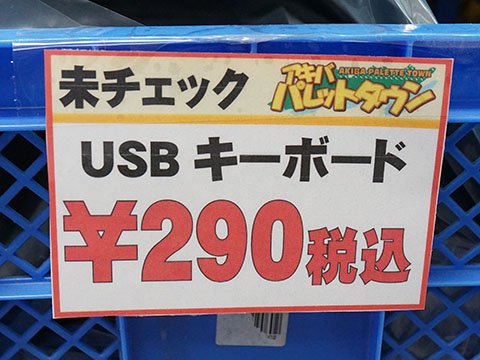 未チェック
アキバ
AKIBA PALETTE TOWN
パレットタウン
USB キーボード
¥290税込